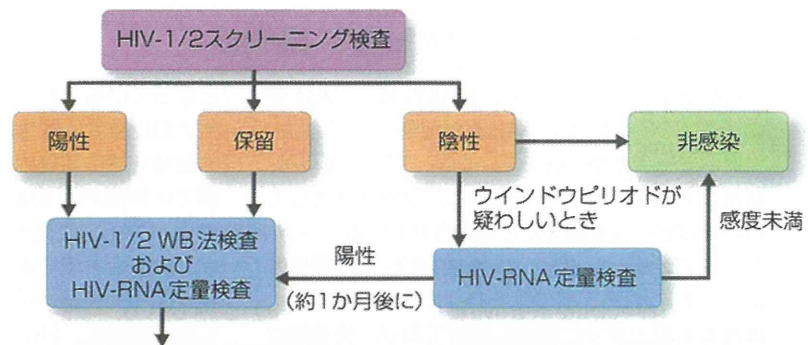 HIV-1/2スクリーニング検査
陽性
保留
陰性
非感染
ウインドウピリオドが
疑わしいとき
感度未満
HIV-1/2 WB法検査
および
HIV-RNA定量検査
陽性
(約1か月後に)
HIV-RNA定量検査